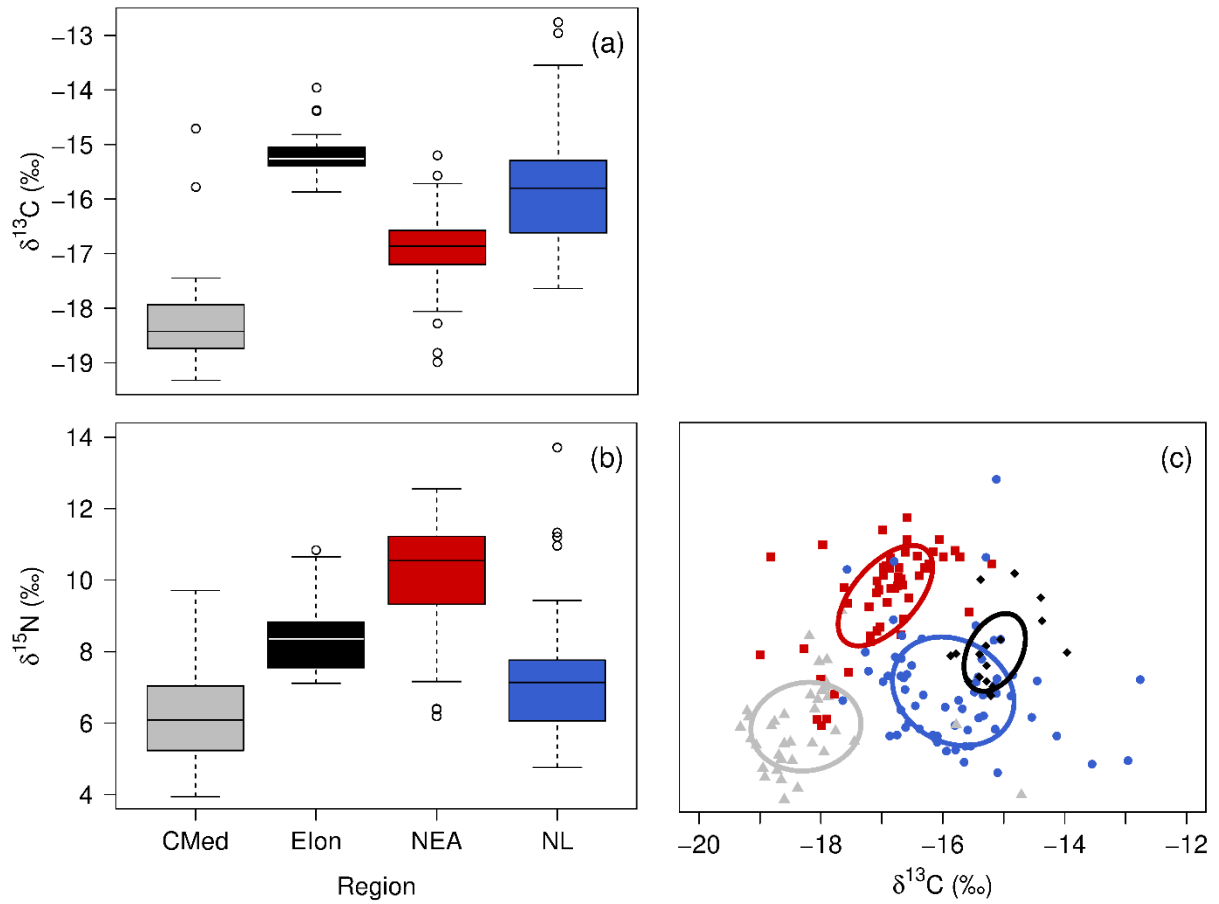 (a)
δ13C (‰)
−13
−14
−15
−16
−17
−18
−19
(b)
δ15N (‰)
14
12
10
8
6
4
CMed Elon NEA NL
Region
(c)
−20 −18 −16 −14 −12
δ13C (‰)